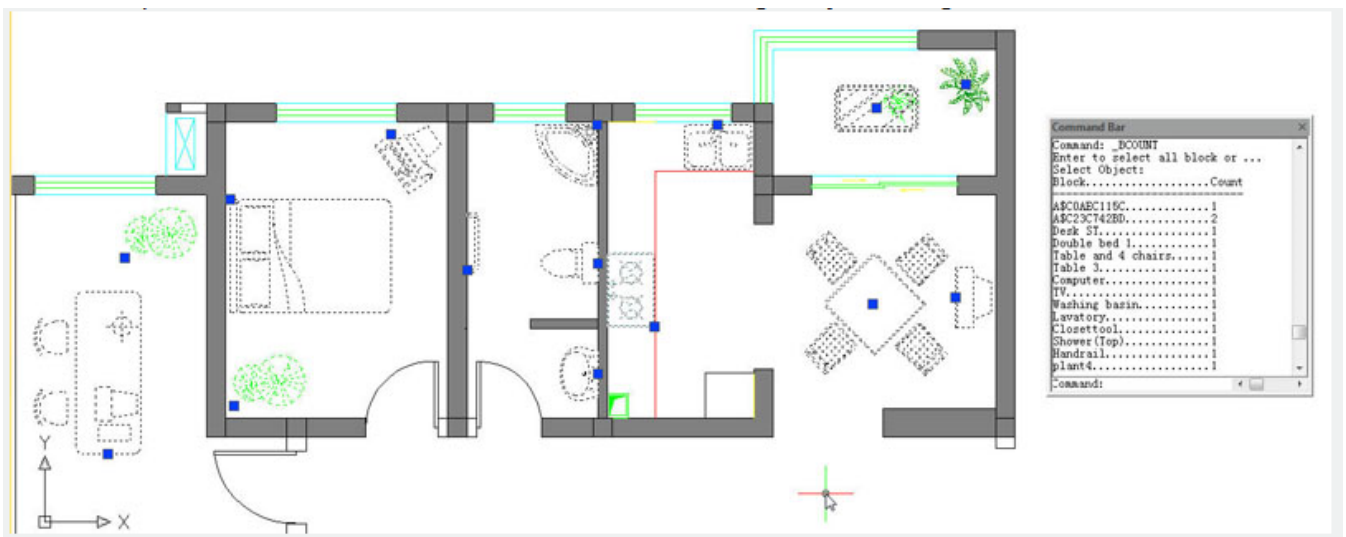 Command Bar
Command: _BCOUNT
Enter to select all block or ...
Select Object:
Block..................Count
A$C0AEC115C.............1
A$C23C742BD.............2
Desk ST.................1
Double bed 1............1
Table and 4 chairs......1
Table 3.................1
Computer................1
TV......................1
Washing basin...........1
Lavatory................1
Closettool..............1
Shower(Top).............1
Handrail................1
plant4..................1
Command:
Y
X